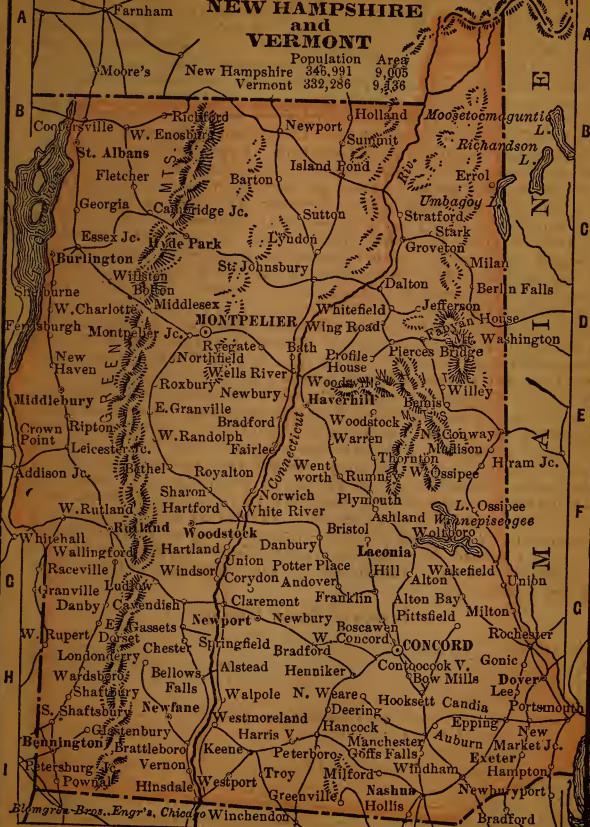 NEW HAMPSHIRE
and
VERMONT
Population Area
New Hampshire 346,991 9,005
Vermont 332,286 9,136
A
Farnham
A
Moore's
E
B
Coopersville
Richford
W. Enosburg
Newport
Holland
Summit
Moosetocmaguntic
L.
B
St. Albans
Island Pond
Richardson
L.
Fletcher
MTS.
Barton
Riv.
Errol
Georgia
Cambridge Jc.
Sutton
Umbagog L.
Stratford
N
C
Essex Jc.
Hyde Park
Lyndon
Stark
Groveton
C
Burlington
Williston
Bolton
St. Johnsbury
Milan
Shelburne
Middlesex
Dalton
Berlin Falls
I
W. Charlotte
MONTPELIER
Whitefield
Jefferson
D
Ferrisburgh
Montpelier Jc.
Wing Road
Fabyan
House
Mt. Washington
D
New
Haven
Ryegate
Northfield
Bath
Profile
House
Pierces Bridge
Roxbury
Wells River
Woodsville
Willey
A
Middlebury
GREEN
Newbury
Haverhill
Bemis
E
Crown
Point
Ripton
E. Granville
Bradford
Woodstock
N. Conway
E
Leicester Jc.
W. Randolph
Fairlee
Warren
Madison
Addison Jc.
Bethel
Royalton
Connecticut
Went
worth
Thornton
Rumn
W. Ossipee
Hiram Jc.
W. Rutland
Sharon
Norwich
Plymouth
L. Ossipee
F
Hartford
White River
Ashland
Winnepiseogee
F
Whitehall
Rutland
Woodstock
Bristol
Wolfboro
M
Wallingford
Hartland
Danbury
Laconia
G
Raceville
Windsor
Union
Potter Place
Hill
Wakefield
Granville
Ludlow
Corydon
Andover
Alton
Union
Danby
Cavendish
Claremont
Franklin
Alton Bay
Milton
G
E. Dorset
Gassets
Newport
Newbury
Boscawen
Pittsfield
W. Rupert
Springfield
W. Concord
CONCORD
Rochester
Londonderry
Chester
Bradford
Contoocook V.
Gonic
H
Wardsboro
Bellows
Falls
Alstead
Henniker
Bow Mills
Dover
H
Shaftbury
Walpole
N. Weare
Hooksett
Candia
Lee
S. Shaftsbury
Newfane
Westmoreland
Deering
Epping
Portsmouth
Glastenbury
Harris V.
Hancock
Auburn
New
Market Jc.
Bennington
Brattleboro
Keene
Peterboro
Manchester
Goffs Falls
Exeter
I
Petersburg Jc.
Vernon
Troy
Milford
Windham
Hampton
I
Pownal
Hinsdale
Westport
Greenville
Nashua
Newburyport
Hollis
Blomgren Bros., Engr's, Chicago
Winchendon
Bradford